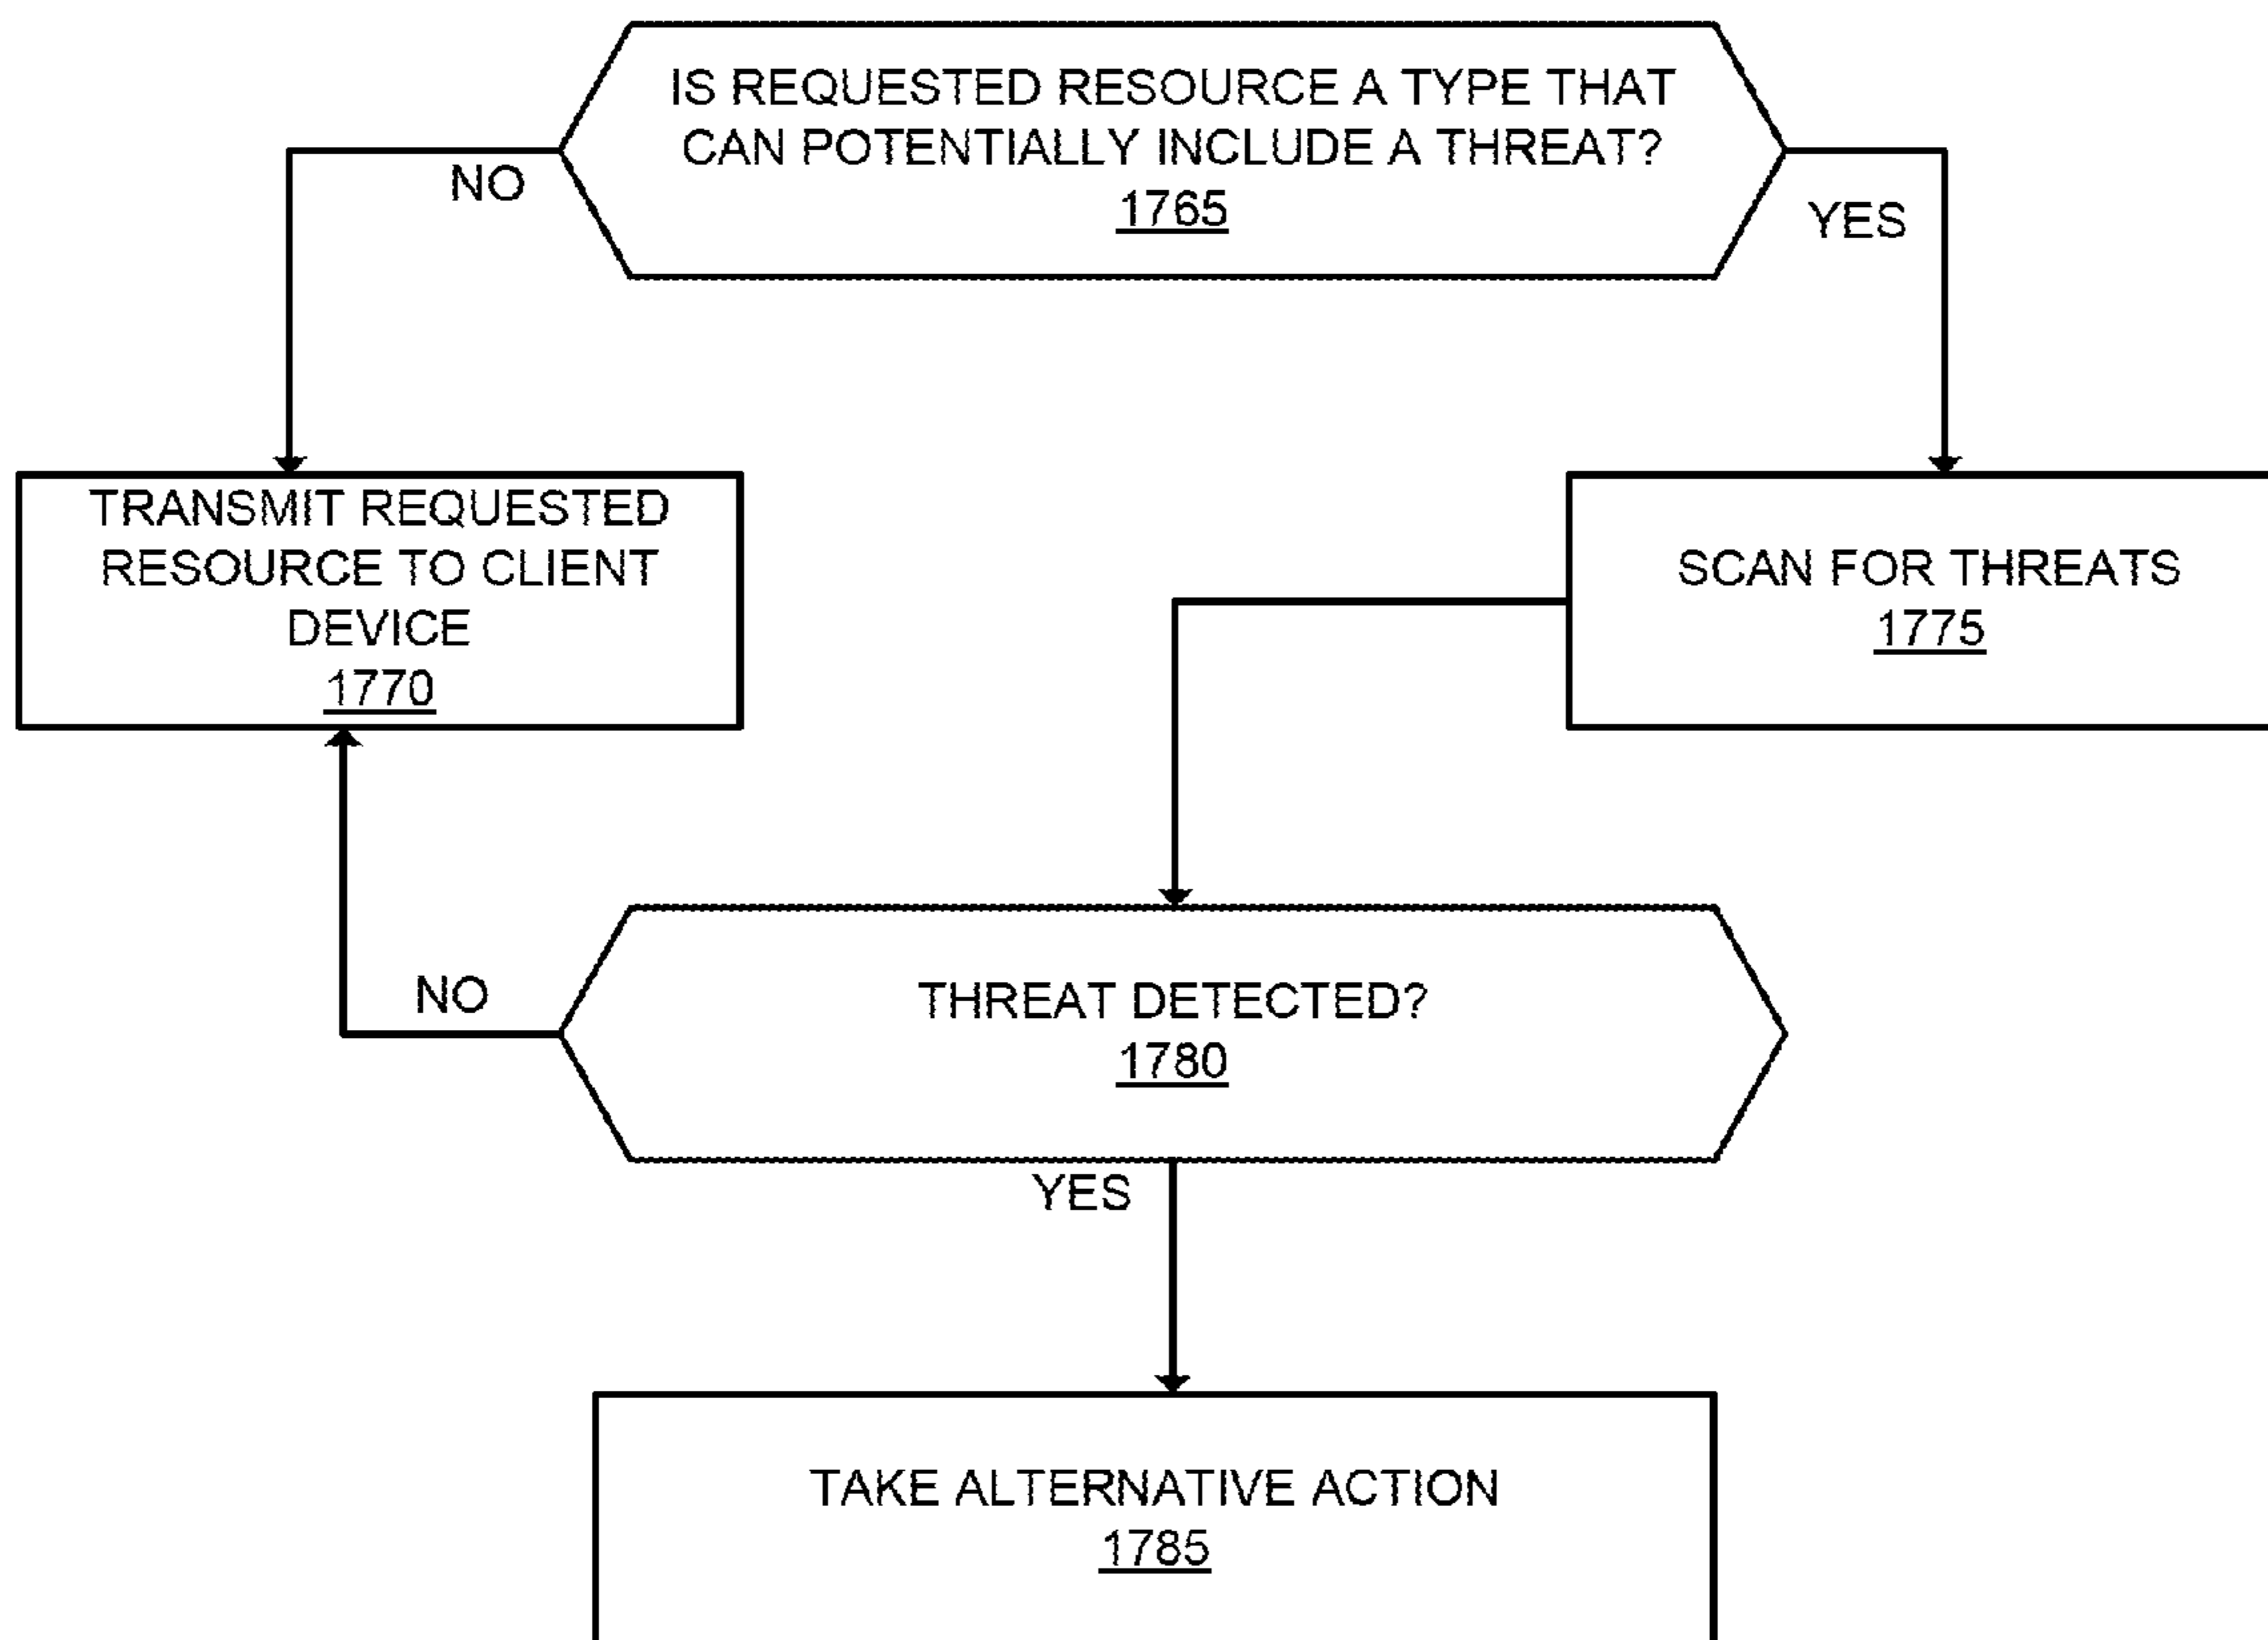 IS REQUESTED RESOURCE A TYPE THAT
CAN POTENTIALLY INCLUDE A THREAT?
1765
NO
YES
TRANSMIT REQUESTED
RESOURCE TO CLIENT
DEVICE
1770
SCAN FOR THREATS
1775
NO
THREAT DETECTED?
1780
YES
TAKE ALTERNATIVE ACTION
1785